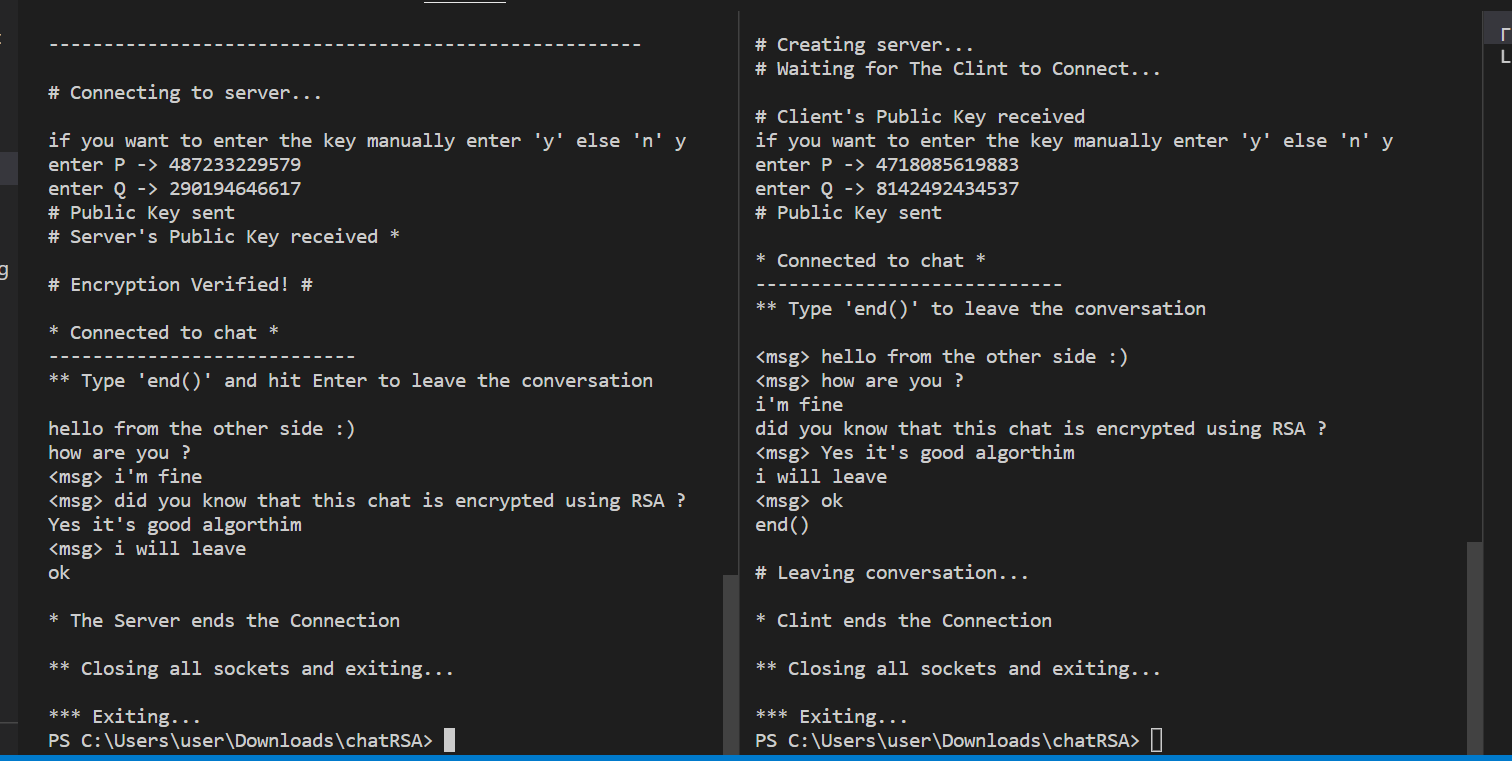 ------------------------------------------------------
# Connecting to server...
if you want to enter the key manually enter 'y' else 'n' y
enter P -> 487233229579
enter Q -> 290194646617
# Public Key sent
# Server's Public Key received *
# Encryption Verified! #
* Connected to chat *
----------------------------
** Type 'end()' and hit Enter to leave the conversation
hello from the other side :)
how are you ?
<msg> i'm fine
<msg> did you know that this chat is encrypted using RSA ?
Yes it's good algorthim
<msg> i will leave
ok
* The Server ends the Connection
** Closing all sockets and exiting...
*** Exiting...
PS C:\Users\user\Downloads\chatRSA>
# Creating server...
# Waiting for The Clint to Connect...
# Client's Public Key received
if you want to enter the key manually enter 'y' else 'n' y
enter P -> 4718085619883
enter Q -> 8142492434537
# Public Key sent
* Connected to chat *
----------------------------
** Type 'end()' to leave the conversation
<msg> hello from the other side :)
<msg> how are you ?
i'm fine
did you know that this chat is encrypted using RSA ?
<msg> Yes it's good algorthim
i will leave
<msg> ok
end()
# Leaving conversation...
* Clint ends the Connection
** Closing all sockets and exiting...
*** Exiting...
PS C:\Users\user\Downloads\chatRSA>